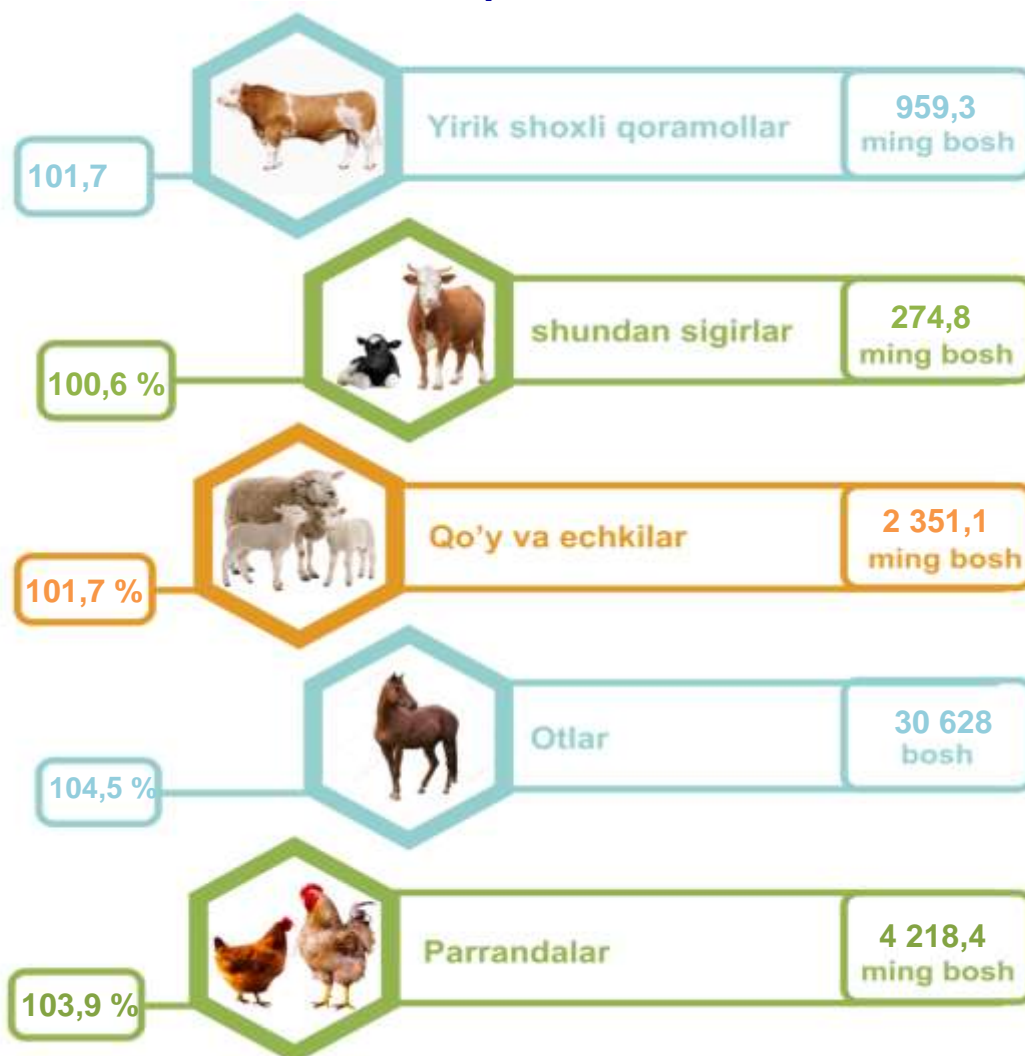 Yirik shoxli qoramollar
959,3
ming bosh
101,7
shundan sigirlar
274,8
ming bosh
100,6 %
Qo'y va echkilar
2 351,1
ming bosh
101,7 %
Otlar
30 628
bosh
104,5 %
Parrandalar
4 218,4
ming bosh
103,9 %